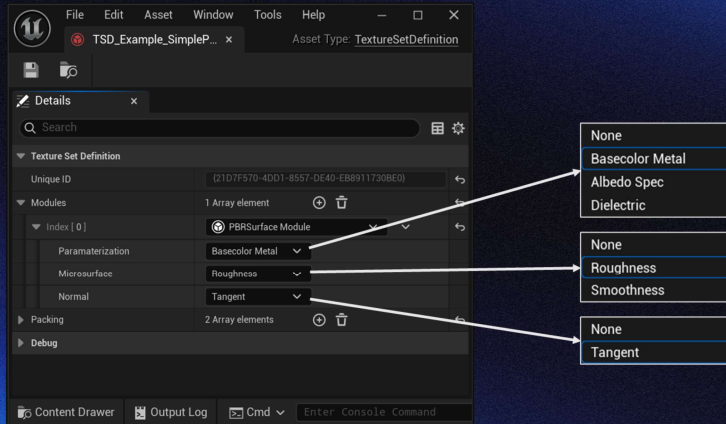 File Edit Asset Window Tools Help
TSD_Example_SimpleP... × Asset Type: TextureSetDefinition
Details ×
Search
Texture Set Definition
Unique ID {21D7F570-4DD1-8557-DE40-EB8911730BE0}
Modules 1 Array element
Index [ 0 ] PBRSurface Module
Paramaterization Basecolor Metal
Microsurface Roughness
Normal Tangent
Packing 2 Array elements
Debug
Content Drawer Output Log Cmd Enter Console Command
None
Basecolor Metal
Albedo Spec
Dielectric
None
Roughness
Smoothness
None
Tangent